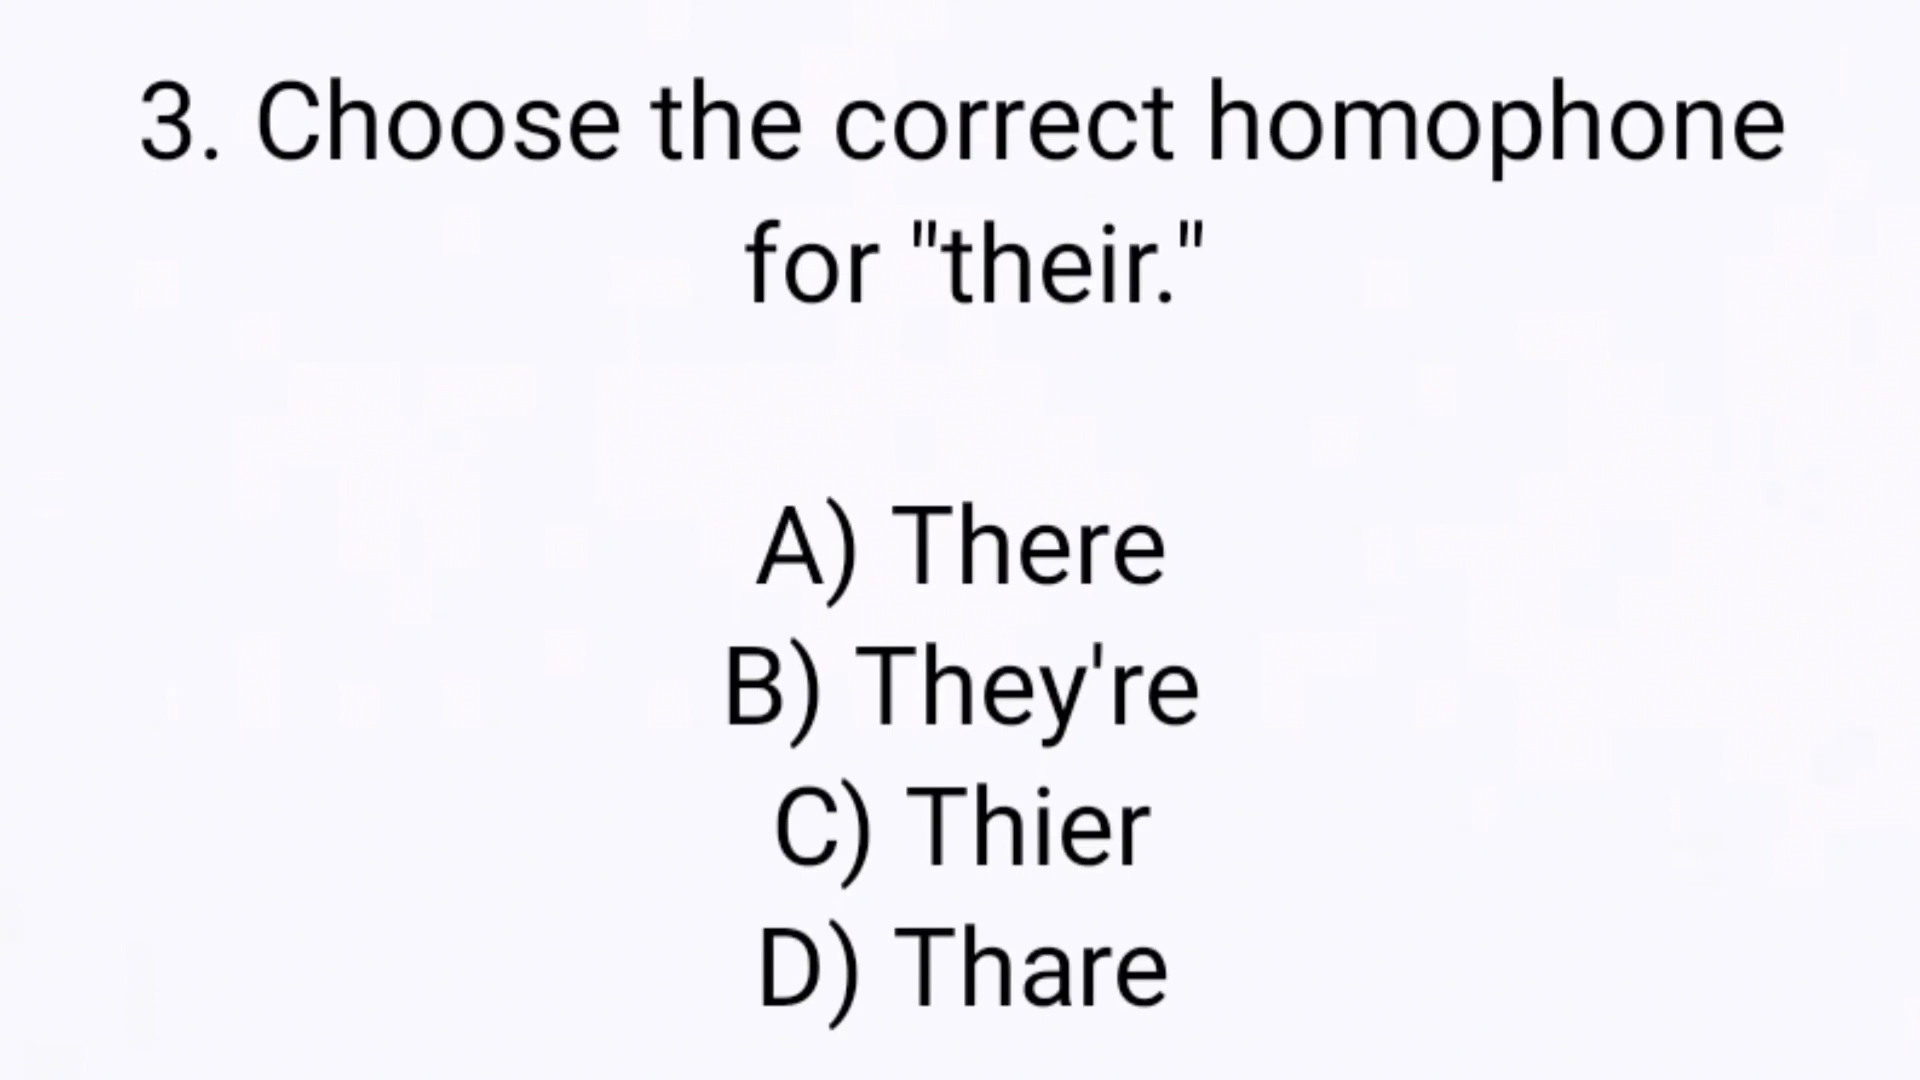 3. Choose the correct homophone
for "their."
A) There
B) They're
C) Thier
D) Thare